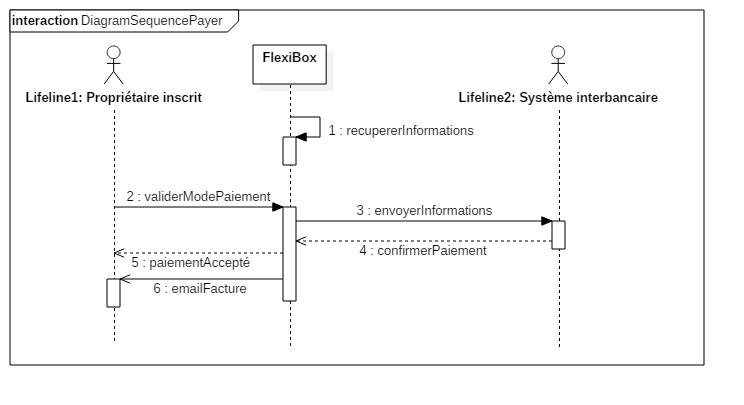 interaction DiagramSequencePayer
FlexiBox
Lifeline1: Propriétaire inscrit
Lifeline2: Système interbancaire
1 : recupererInformations
2 : validerModePaiement
3 : envoyerInformations
4 : confirmerPaiement
5 : paiementAccepté
6 : emailFacture